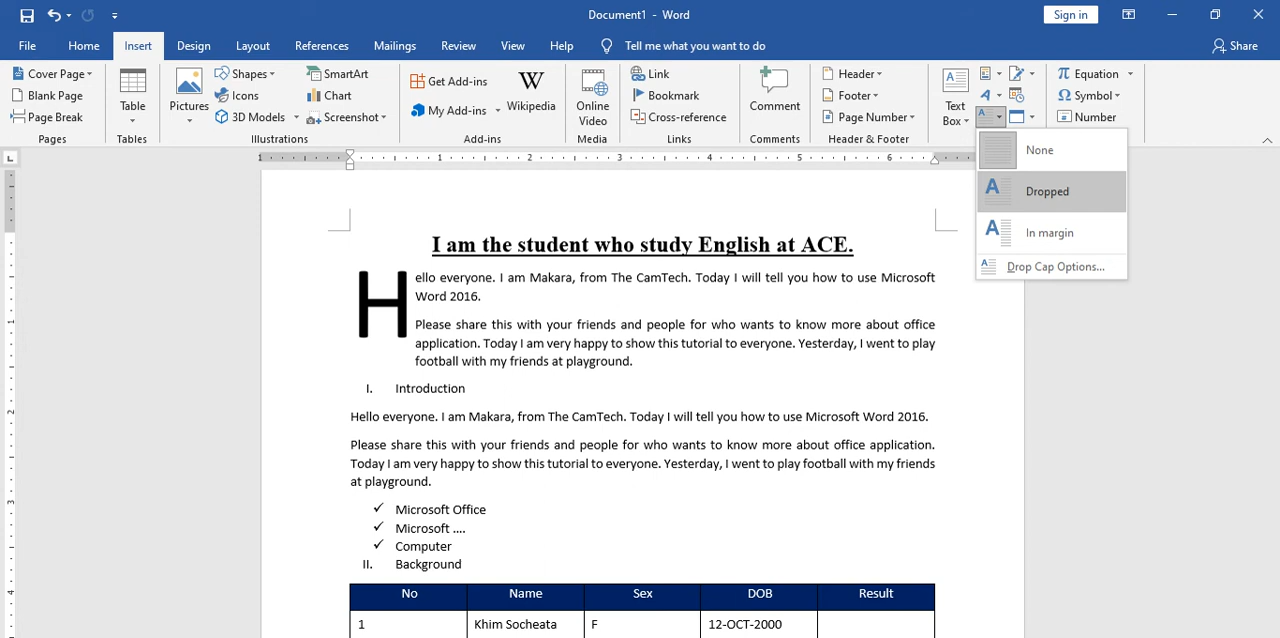 Document1 - Word
Sign in
File Home Insert Design Layout References Mailings Review View Help Tell me what you want to do Share
Cover Page
Blank Page
Page Break
Pages
Table
Tables
Pictures
Shapes
Icons
3D Models
SmartArt
Chart
Screenshot
Illustrations
Get Add-ins
My Add-ins
W
Wikipedia
Add-ins
Online
Video
Media
Link
Bookmark
Cross-reference
Links
Comment
Comments
Header
Footer
Page Number
Header & Footer
Text
Box
Equation
Symbol
Number
None
Dropped
In margin
Drop Cap Options...
1 1 2 3 4 5 6
I am the student who study English at ACE.
Hello everyone. I am Makara, from The CamTech. Today I will tell you how to use Microsoft
Word 2016.
Please share this with your friends and people for who wants to know more about office
application. Today I am very happy to show this tutorial to everyone. Yesterday, I went to play
football with my friends at playground.
I. Introduction
Hello everyone. I am Makara, from The CamTech. Today I will tell you how to use Microsoft Word 2016.
Please share this with your friends and people for who wants to know more about office application.
Today I am very happy to show this tutorial to everyone. Yesterday, I went to play football with my friends
at playground.
✓ Microsoft Office
✓ Microsoft ....
✓ Computer
II. Background
No Name Sex DOB Result
1 Khim Socheata F 12-OCT-2000